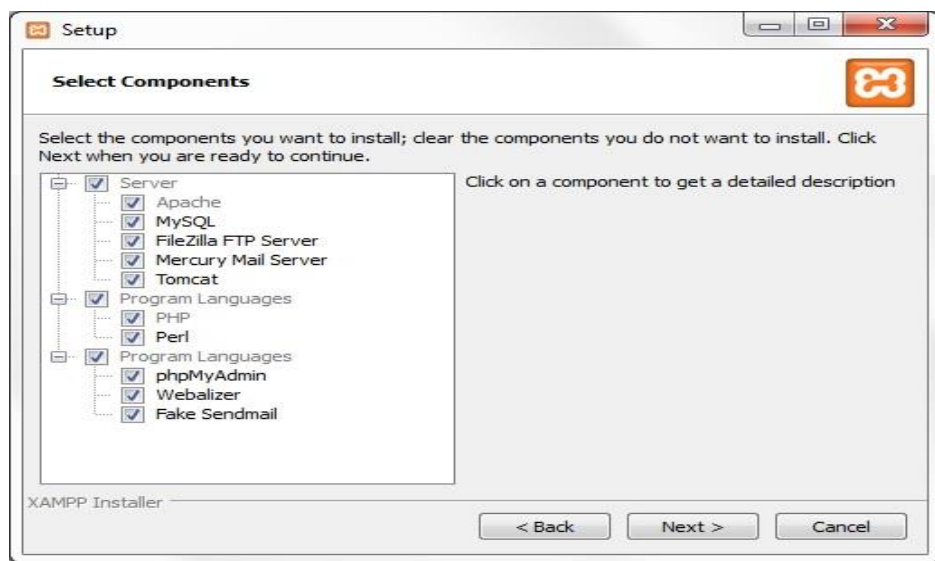 Setup
Select Components
Select the components you want to install; clear the components you do not want to install. Click
Next when you are ready to continue.
Server
Apache
MySQL
FileZilla FTP Server
Mercury Mail Server
Tomcat
Program Languages
PHP
Perl
Program Languages
phpMyAdmin
Webalizer
Fake Sendmail
Click on a component to get a detailed description
XAMPP Installer
< Back
Next >
Cancel